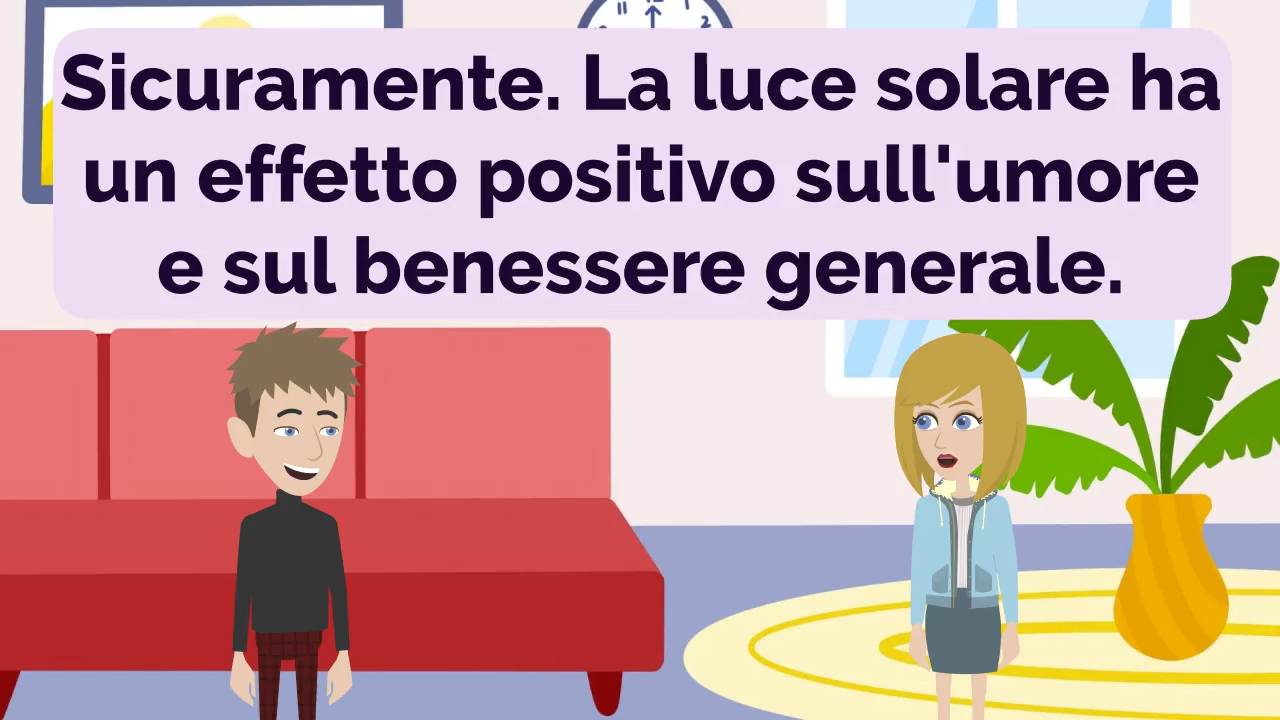 Sicuramente. La luce solare ha
un effetto positivo sull'umore
e sul benessere generale.